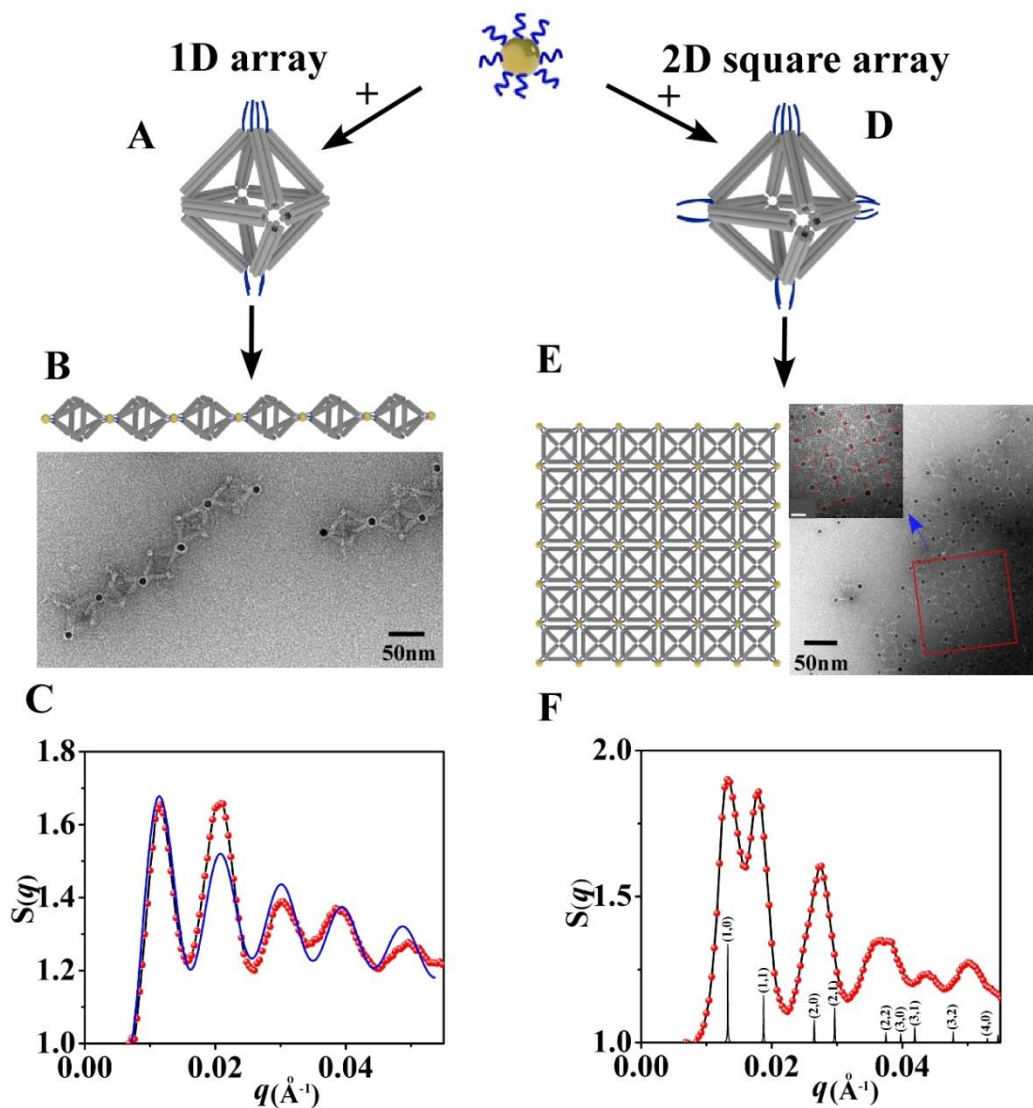 1D array
2D square array
+
+
A
D
B
E
50nm
50nm
C
F
S(q)
1.8
1.6
1.4
1.2
1.0
0.00
0.02
0.04
q(Å⁻¹)
S(q)
2.0
1.5
1.0
(1,0)
(1,1)
(2,0)
(2,1)
(2,2)
(3,0)
(3,1)
(3,2)
(4,0)
0.00
0.02
0.04
q(Å⁻¹)